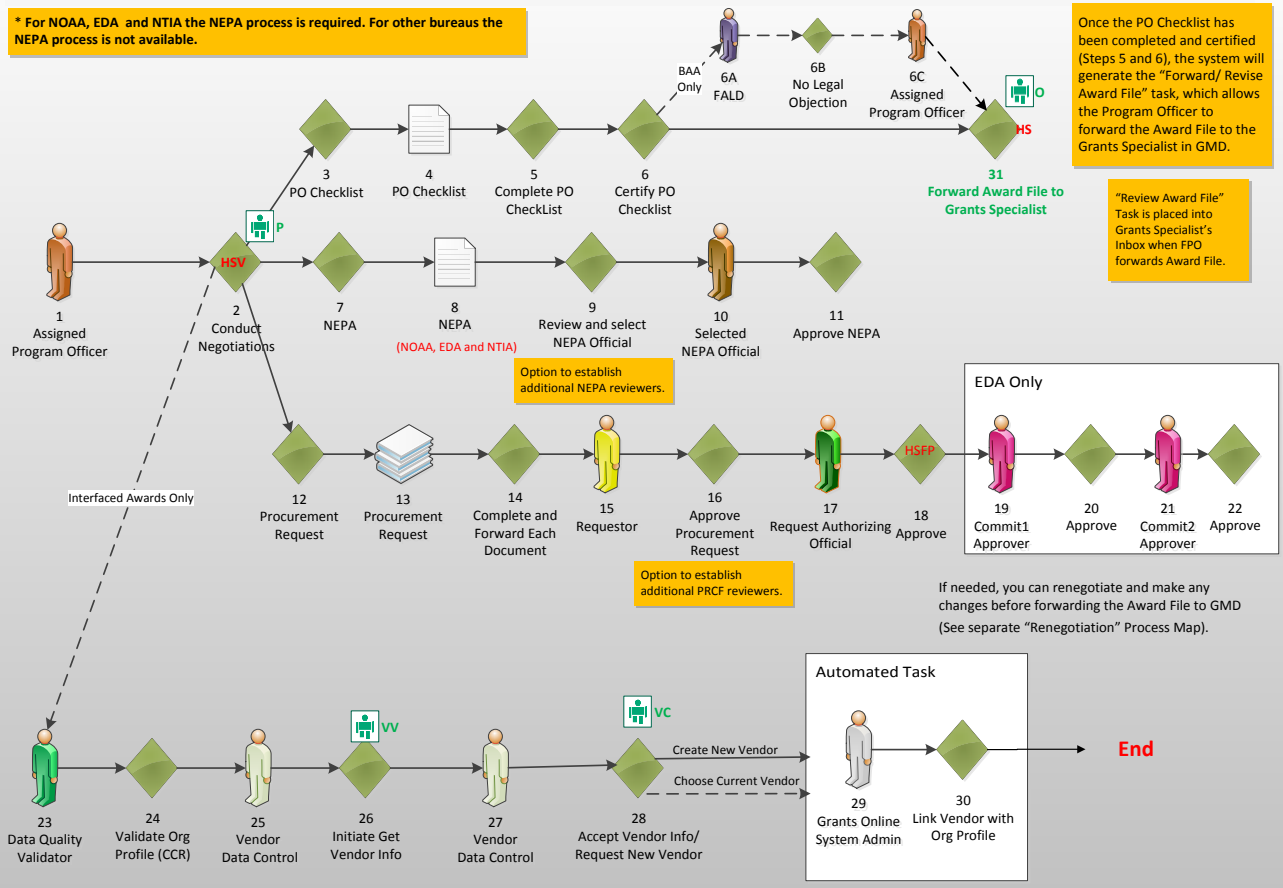 * For NOAA, EDA  and NTIA the NEPA process is required. For other bureaus the
NEPA process is not available.
Once the PO Checklist has
been completed and certified
(Steps 5 and 6), the system will
generate the “Forward/ Revise
Award File” task, which allows
the Program Officer to
forward the Award File to the
Grants Specialist in GMD.
BAA
Only
6A
FALD
6B
No Legal
Objection
6C
Assigned
Program Officer
O
HS
3
PO Checklist
4
PO Checklist
5
Complete PO
CheckList
6
Certify PO
Checklist
31
Forward Award File to
Grants Specialist
“Review Award File”
Task is placed into
Grants Specialist’s
Inbox when FPO
forwards Award File.
P
HSV
1
Assigned
Program Officer
2
Conduct
Negotiations
7
NEPA
8
NEPA
(NOAA, EDA and NTIA)
9
Review and select
NEPA Official
10
Selected
NEPA Official
11
Approve NEPA
Option to establish
additional NEPA reviewers.
EDA Only
HSFP
Interfaced Awards Only
12
Procurement
Request
13
Procurement
Request
14
Complete and
Forward Each
Document
15
Requestor
16
Approve
Procurement
Request
17
Request Authorizing
Official
18
Approve
19
Commit1
Approver
20
Approve
21
Commit2
Approver
22
Approve
Option to establish
additional PRCF reviewers.
If needed, you can renegotiate and make any
changes before forwarding the Award File to GMD
(See separate “Renegotiation” Process Map).
Automated Task
VV
VC
Create New Vendor
Choose Current Vendor
End
23
Data Quality
Validator
24
Validate Org
Profile (CCR)
25
Vendor
Data Control
26
Initiate Get
Vendor Info
27
Vendor
Data Control
28
Accept Vendor Info/
Request New Vendor
29
Grants Online
System Admin
30
Link Vendor with
Org Profile